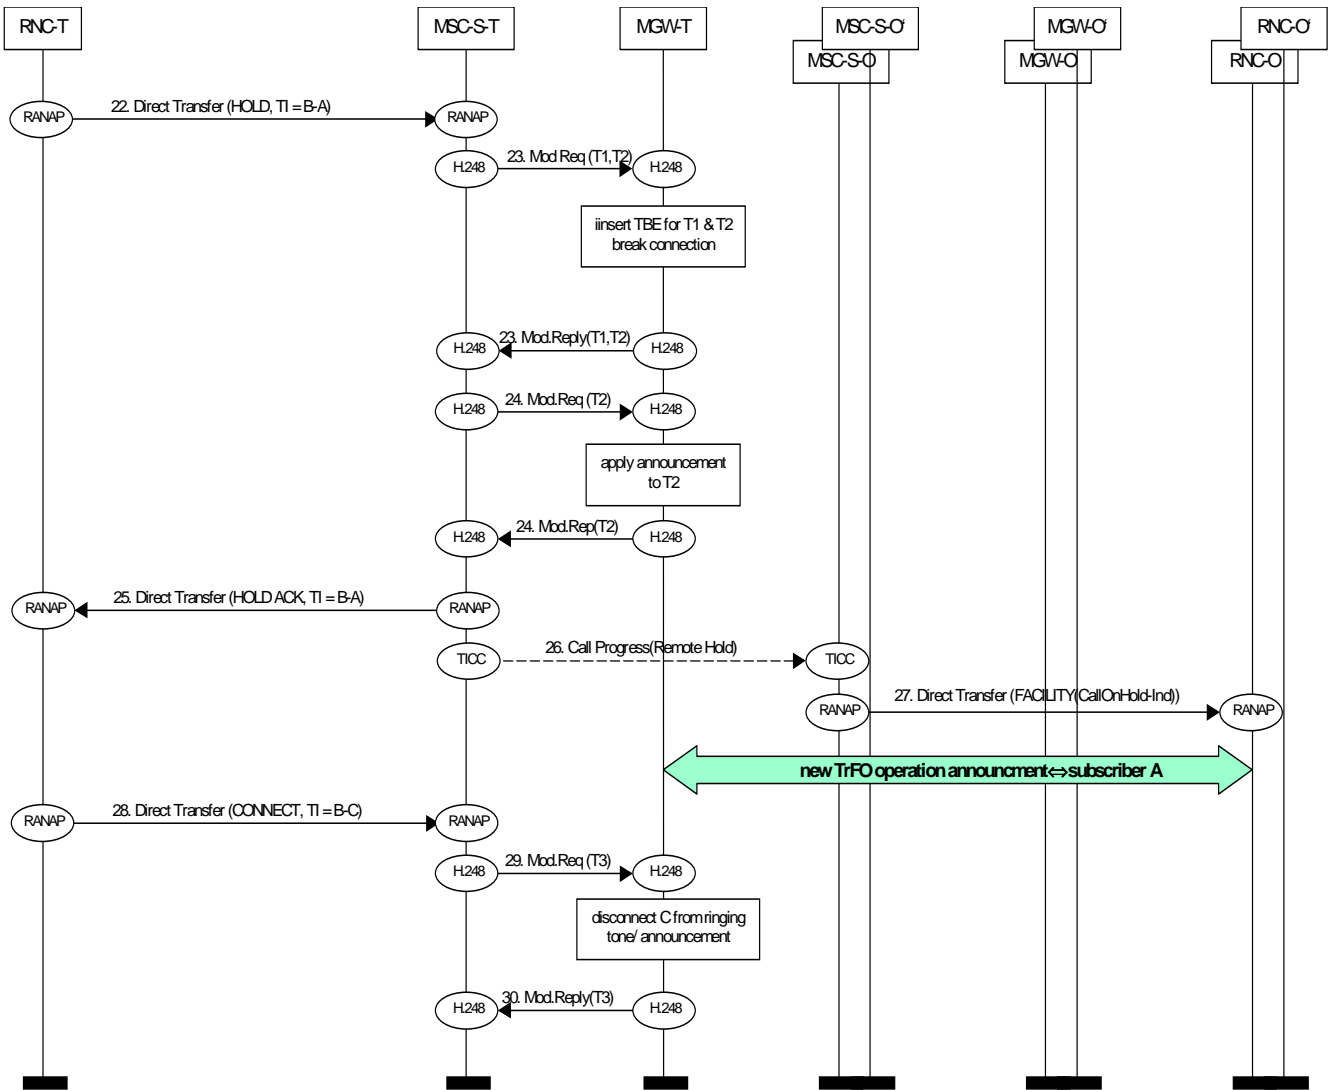 RNC-T
MSC-S-T
MGW-T
MSC-S-O'
MGW-O'
RNC-O'
MSC-S-O
MGW-O
RNC-O
22. Direct Transfer (HOLD, TI = B-A)
RANAP
RANAP
23. Mod Req (T1,T2)
H.248
H.248
iinsert TBE for T1 & T2
break connection
23. Mod.Reply(T1,T2)
H.248
H.248
24. Mod.Req (T2)
H.248
H.248
apply announcement
to T2
24. Mod.Rep(T2)
H.248
H.248
25. Direct Transfer (HOLD ACK, TI = B-A)
RANAP
RANAP
26. Call Progress(Remote Hold)
TICC
TICC
27. Direct Transfer (FACILITY(CallOnHold-Ind))
RANAP
RANAP
new TrFO operation announcment⇔subscriber A
28. Direct Transfer (CONNECT, TI = B-C)
RANAP
RANAP
29. Mod.Req (T3)
H.248
H.248
disconnect C from ringing
tone/ announcement
30. Mod.Reply(T3)
H.248
H.248